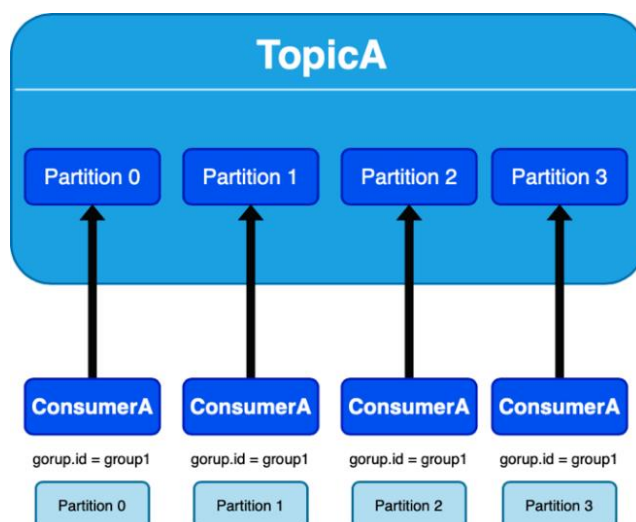 TopicA
Partition 0 Partition 1 Partition 2 Partition 3
ConsumerA ConsumerA ConsumerA ConsumerA
gorup.id = group1 gorup.id = group1 gorup.id = group1 gorup.id = group1
Partition 0 Partition 1 Partition 2 Partition 3